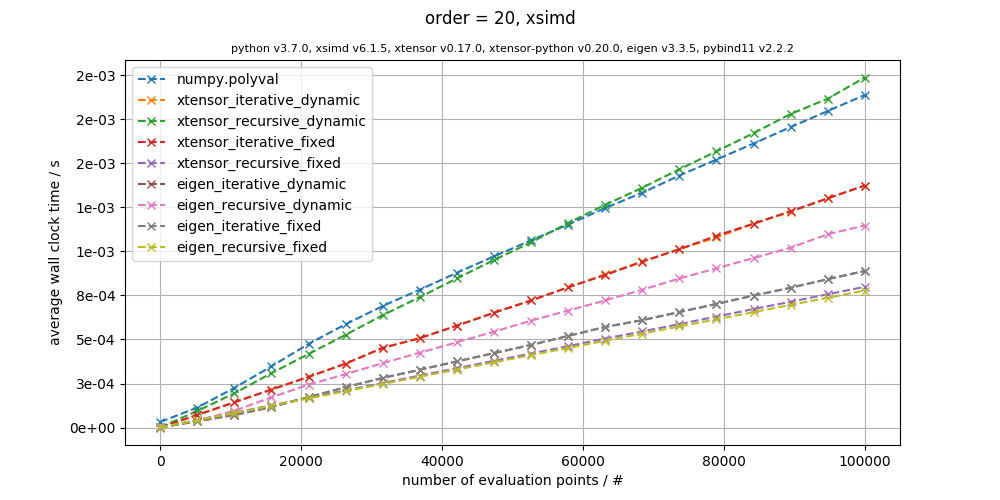 order = 20, xsimd
python v3.7.0, xsimd v6.1.5, xtensor v0.17.0, xtensor-python v0.20.0, eigen v3.3.5, pybind11 v2.2.2
numpy.polyval
xtensor_iterative_dynamic
xtensor_recursive_dynamic
xtensor_iterative_fixed
xtensor_recursive_fixed
eigen_iterative_dynamic
eigen_recursive_dynamic
eigen_iterative_fixed
eigen_recursive_fixed
average wall clock time / s
2e-03
2e-03
2e-03
1e-03
1e-03
8e-04
5e-04
3e-04
0e+00
0 20000 40000 60000 80000 100000
number of evaluation points / #